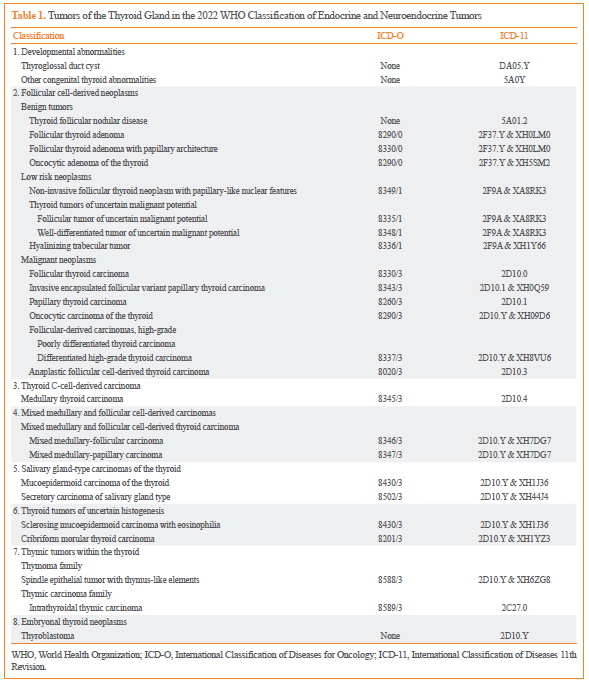 Table 1. Tumors of the Thyroid Gland in the 2022 WHO Classification of Endocrine and Neuroendocrine Tumors
Classification ICD-O ICD-11
1. Developmental abnormalities
Thyroglossal duct cyst None DA05.Y
Other congenital thyroid abnormalities None 5A0Y
2. Follicular cell-derived neoplasms
Benign tumors
Thyroid follicular nodular disease None 5A01.2
Follicular thyroid adenoma 8290/0 2F37.Y & XH0LM0
Follicular thyroid adenoma with papillary architecture 8330/0 2F37.Y & XH0LM0
Oncocytic adenoma of the thyroid 8290/0 2F37.Y & XH5SM2
Low risk neoplasms
Non-invasive follicular thyroid neoplasm with papillary-like nuclear features 8349/1 2F9A & XA8RK3
Thyroid tumors of uncertain malignant potential
Follicular tumor of uncertain malignant potential 8335/1 2F9A & XA8RK3
Well-differentiated tumor of uncertain malignant potential 8348/1 2F9A & XA8RK3
Hyalinizing trabecular tumor 8336/1 2F9A & XH1Y66
Malignant neoplasms
Follicular thyroid carcinoma 8330/3 2D10.0
Invasive encapsulated follicular variant papillary thyroid carcinoma 8343/3 2D10.1 & XH0Q59
Papillary thyroid carcinoma 8260/3 2D10.1
Oncocytic carcinoma of the thyroid 8290/3 2D10.Y & XH09D6
Follicular-derived carcinomas, high-grade
Poorly differentiated thyroid carcinoma
Differentiated high-grade thyroid carcinoma 8337/3 2D10.Y & XH8VU6
Anaplastic follicular cell-derived thyroid carcinoma 8020/3 2D10.3
3. Thyroid C-cell-derived carcinoma
Medullary thyroid carcinoma 8345/3 2D10.4
4. Mixed medullary and follicular cell-derived carcinomas
Mixed medullary and follicular cell-derived thyroid carcinoma
Mixed medullary-follicular carcinoma 8346/3 2D10.Y & XH7DG7
Mixed medullary-papillary carcinoma 8347/3 2D10.Y & XH7DG7
5. Salivary gland-type carcinomas of the thyroid
Mucoepidermoid carcinoma of the thyroid 8430/3 2D10.Y & XH1J36
Secretory carcinoma of salivary gland type 8502/3 2D10.Y & XH44J4
6. Thyroid tumors of uncertain histogenesis
Sclerosing mucoepidermoid carcinoma with eosinophilia 8430/3 2D10.Y & XH1J36
Cribriform morular thyroid carcinoma 8201/3 2D10.Y & XH1YZ3
7. Thymic tumors within the thyroid
Thymoma family
Spindle epithelial tumor with thymus-like elements 8588/3 2D10.Y & XH6ZG8
Thymic carcinoma family
Intrathyroidal thymic carcinoma 8589/3 2C27.0
8. Embryonal thyroid neoplasms
Thyroblastoma None 2D10.Y
WHO, World Health Organization; ICD-O, International Classification of Diseases for Oncology; ICD-11, International Classification of Diseases 11th
Revision.